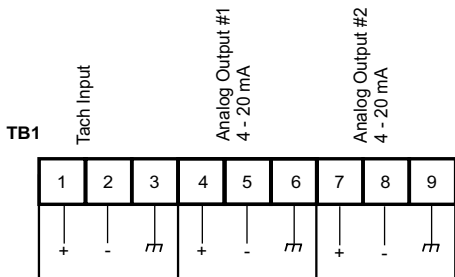 Tach Input
Analog Output #1
4 - 20 mA
Analog Output #2
4 - 20 mA
TB1
1 2 3 4 5 6 7 8 9
+ - + - + -